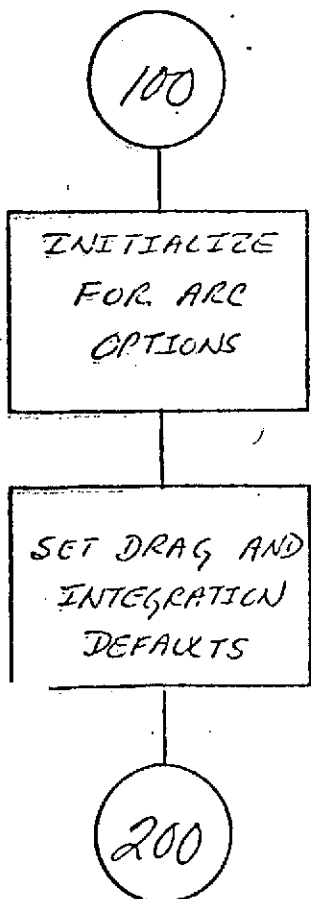 100
INITIALIZE
FOR ARC
OPTIONS
SET DRAG AND
INTEGRATION
DEFAULTS
200